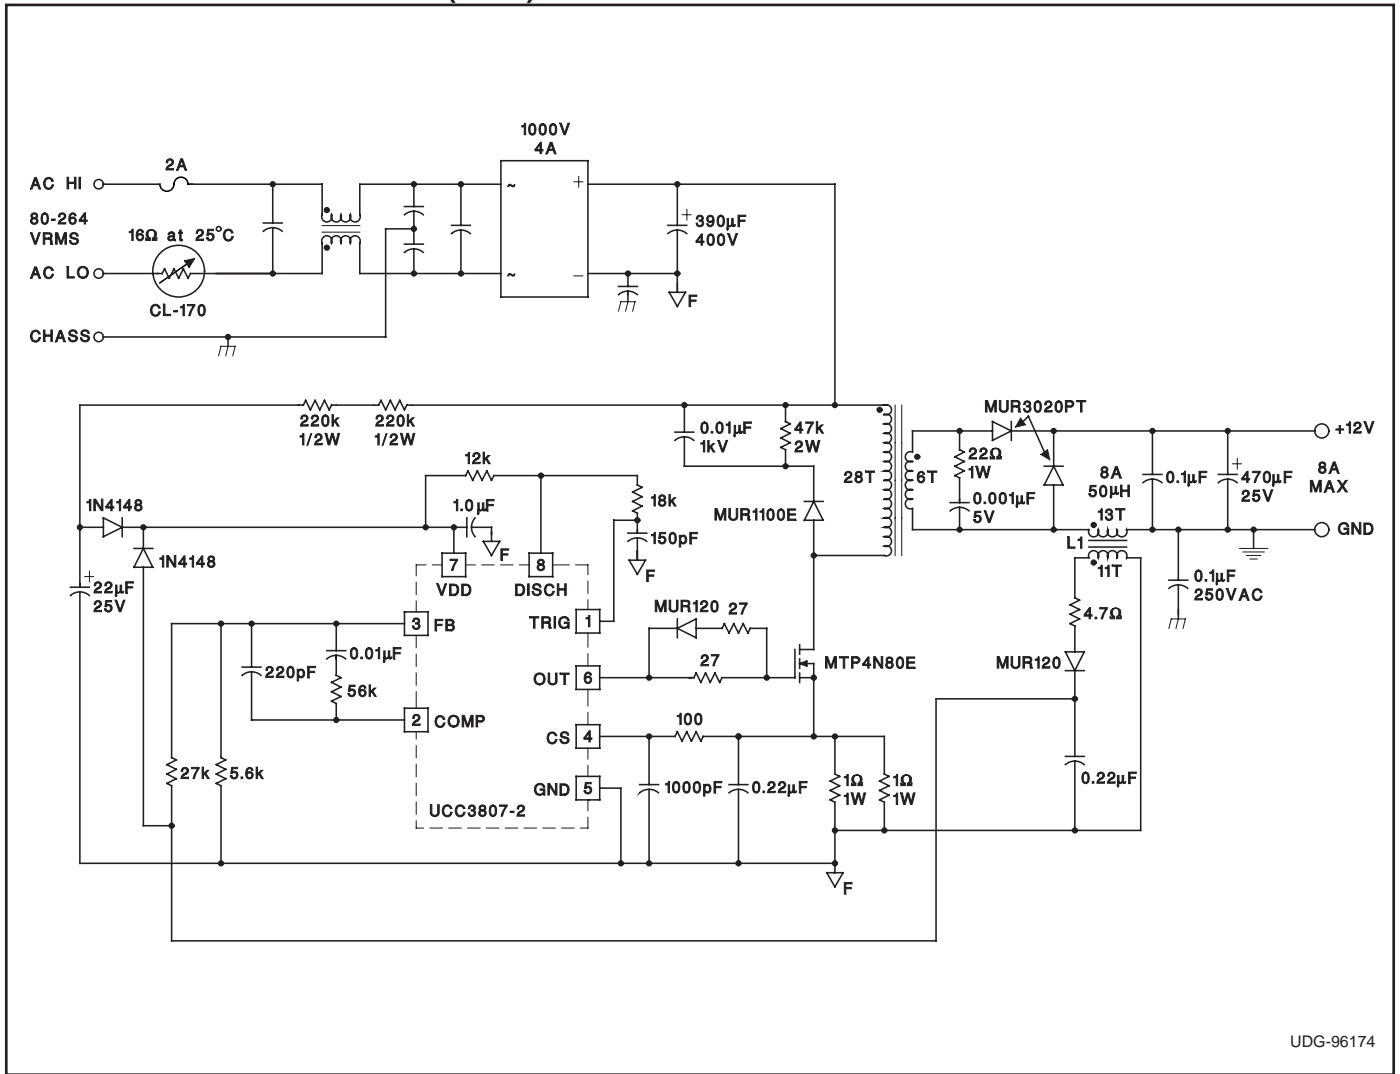 1000V
4A
2A
AC HI
80-264
VRMS
16Ω at 25°C
AC LO
CL-170
CHASS
~
~
+
−
+
390µF
400V
F
220k
1/2W
220k
1/2W
0.01µF
1kV
47k
2W
28T
6T
MUR3020PT
22Ω
1W
0.001µF
5V
8A
50µH
13T
L1
11T
0.1µF
+
470µF
25V
+12V
8A
MAX
GND
0.1µF
250VAC
12k
18k
1N4148
1.0µF
F
150pF
F
MUR1100E
1N4148
+
22µF
25V
7
VDD
8
DISCH
3
FB
TRIG
1
MUR120
27
27
OUT
6
MTP4N80E
4.7Ω
MUR120
220pF
0.01µF
56k
2
COMP
CS
4
100
27k
5.6k
GND
5
1000pF
0.22µF
1Ω
1W
1Ω
1W
0.22µF
UCC3807-2
F
UDG-96174